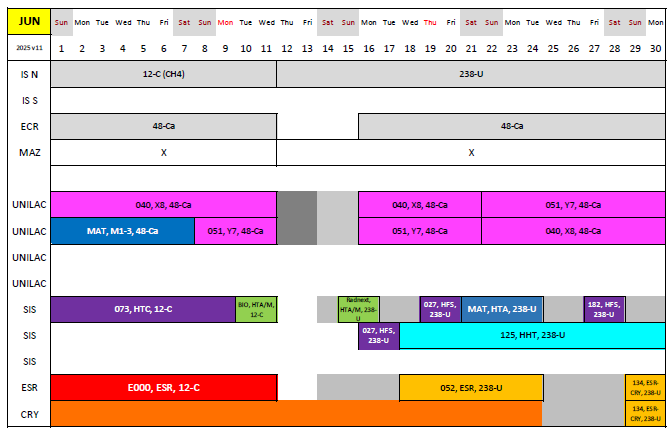 JUN Sun Mon Tue Wed Thu Fri Sat Sun Mon Tue Wed Thu Fri Sat Sun Mon Tue Wed Thu Fri Sat Sun Mon Tue Wed Thu Fri Sat Sun Mon
2025 v11 1 2 3 4 5 6 7 8 9 10 11 12 13 14 15 16 17 18 19 20 21 22 23 24 25 26 27 28 29 30
IS N 12-C (CH4) 238-U
IS S
ECR 48-Ca 48-Ca
MAZ X X
UNILAC 040, X8, 48-Ca 040, X8, 48-Ca 051, Y7, 48-Ca
UNILAC MAT, M1-3, 48-Ca 051, Y7, 48-Ca 051, Y7, 48-Ca 040, X8, 48-Ca
UNILAC
UNILAC
SIS 073, HTC, 12-C
BIO, HTA/M,
12-C
Radnext,
HTA/M, 238-
U
027, HFS,
238-U
MAT, HTA, 238-U
182, HFS,
238-U
SIS
027, HFS,
238-U
125, HHT, 238-U
SIS
ESR E000, ESR, 12-C 052, ESR, 238-U
134, ESR-
CRY, 238-U
CRY
134, ESR-
CRY, 238-U